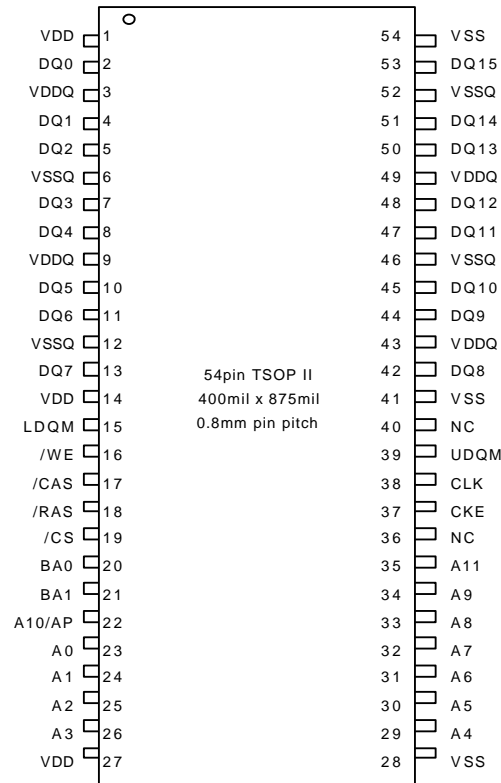 VDD 1 54 VSS
DQ0 2 53 DQ15
VDDQ 3 52 VSSQ
DQ1 4 51 DQ14
DQ2 5 50 DQ13
VSSQ 6 49 VDDQ
DQ3 7 48 DQ12
DQ4 8 47 DQ11
VDDQ 9 46 VSSQ
DQ5 10 45 DQ10
DQ6 11 44 DQ9
VSSQ 12 43 VDDQ
DQ7 13 42 DQ8
VDD 14 41 VSS
LDQM 15 40 NC
/WE 16 39 UDQM
/CAS 17 38 CLK
/RAS 18 37 CKE
/CS 19 36 NC
BA0 20 35 A11
BA1 21 34 A9
A10/AP 22 33 A8
A0 23 32 A7
A1 24 31 A6
A2 25 30 A5
A3 26 29 A4
VDD 27 28 VSS
54pin TSOP II
400mil x 875mil
0.8mm pin pitch